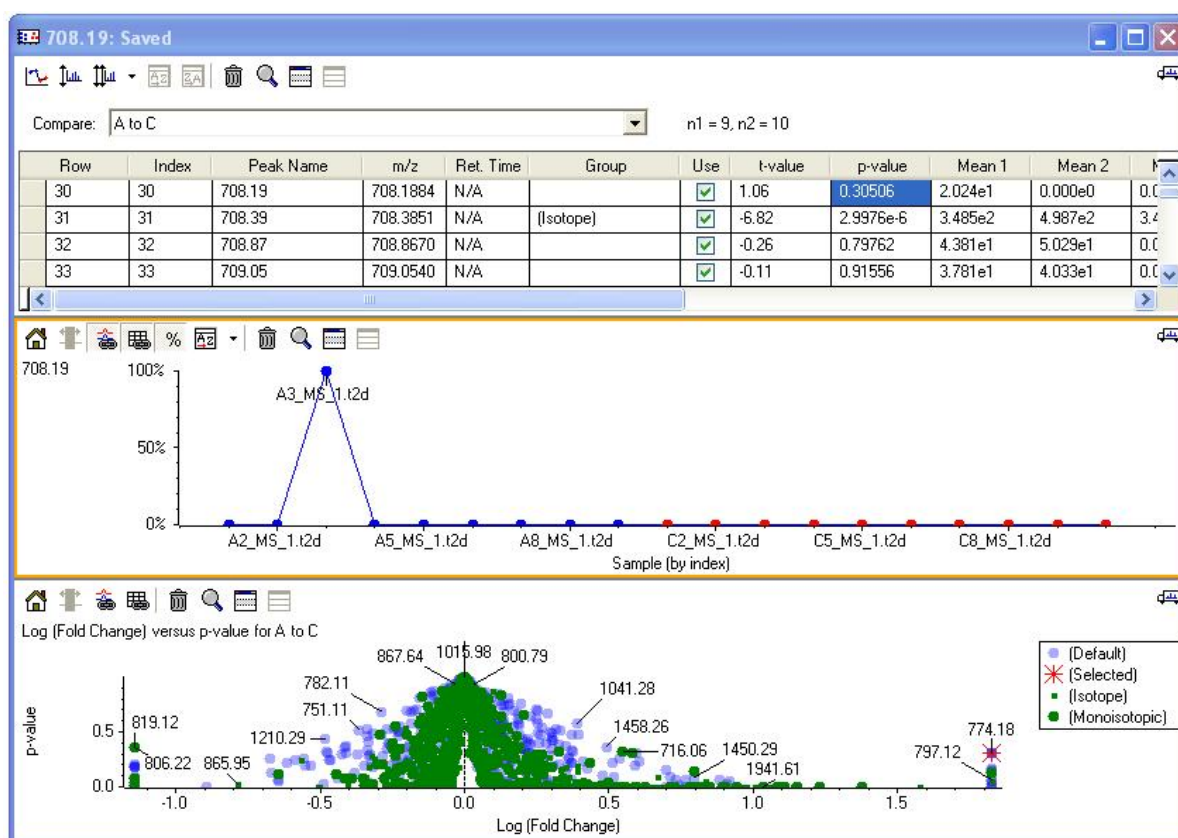 708.19: Saved
Compare: A to C n1 = 9, n2 = 10
Row Index Peak Name m/z Ret. Time Group Use t-value p-value Mean 1 Mean 2
30 30 708.19 708.1884 N/A 1.06 0.30506 2.024e1 0.000e0 0.0
31 31 708.39 708.3851 N/A (Isotope) -6.82 2.9976e-6 3.485e2 4.987e2 3.4
32 32 708.87 708.8670 N/A -0.26 0.79762 4.381e1 5.029e1 0.0
33 33 709.05 709.0540 N/A -0.11 0.91556 3.781e1 4.033e1 0.0
%
708.19
100%
A3_MS_1.t2d
50%
0%
A2_MS_1.t2d A5_MS_1.t2d A8_MS_1.t2d C2_MS_1.t2d C5_MS_1.t2d C8_MS_1.t2d
Sample (by index)
Log (Fold Change) versus p-value for A to C
867.64 1015.98 800.79
(Default)
(Selected)
(Isotope)
(Monoisotopic)
782.11 1041.28
819.12 751.11 1458.26 774.18
p-value
0.5
1210.29 716.06 1450.29 797.12
806.22 865.95 1941.61
0.0
-1.0 -0.5 0.0 0.5 1.0 1.5
Log (Fold Change)